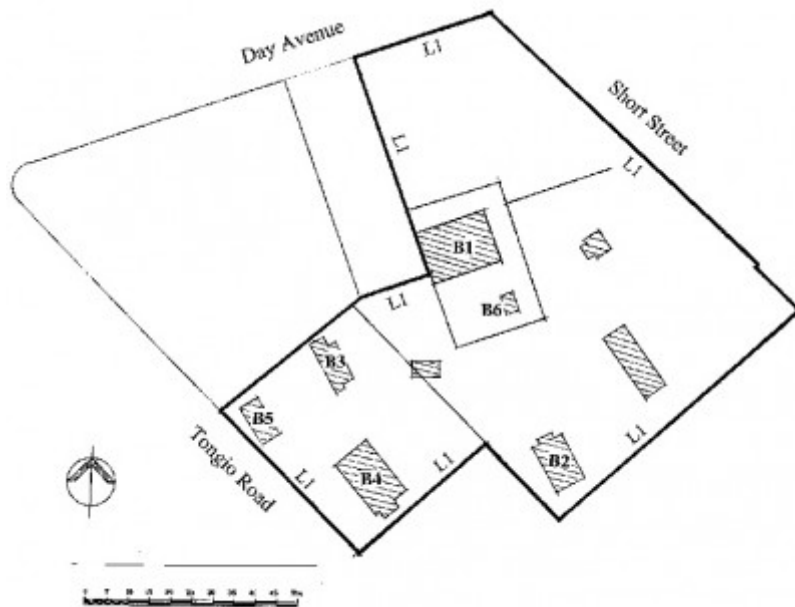 Day Avenue
L1
Short Street
L1
L1
B1
L1
B6
B3
B5
L1
Tongio Road
B4
L1
B2
L1